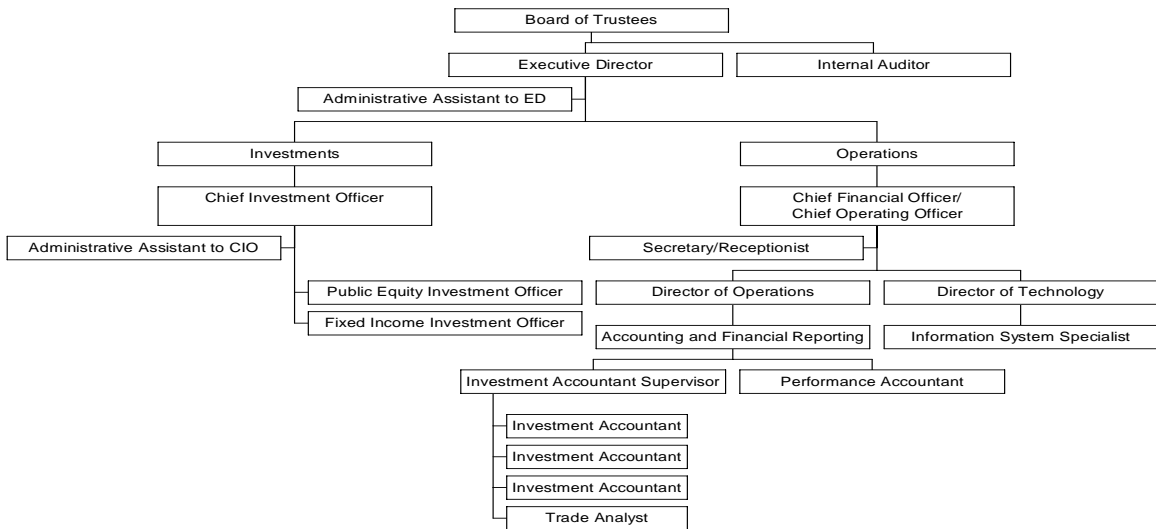 Board of Trustees
Executive Director
Internal Auditor
Administrative Assistant to ED
Investments
Operations
Chief Investment Officer
Chief Financial Officer/
Chief Operating Officer
Administrative Assistant to CIO
Secretary/Receptionist
Public Equity Investment Officer
Director of Operations
Director of Technology
Fixed Income Investment Officer
Accounting and Financial Reporting
Information System Specialist
Investment Accountant Supervisor
Performance Accountant
Investment Accountant
Investment Accountant
Investment Accountant
Trade Analyst